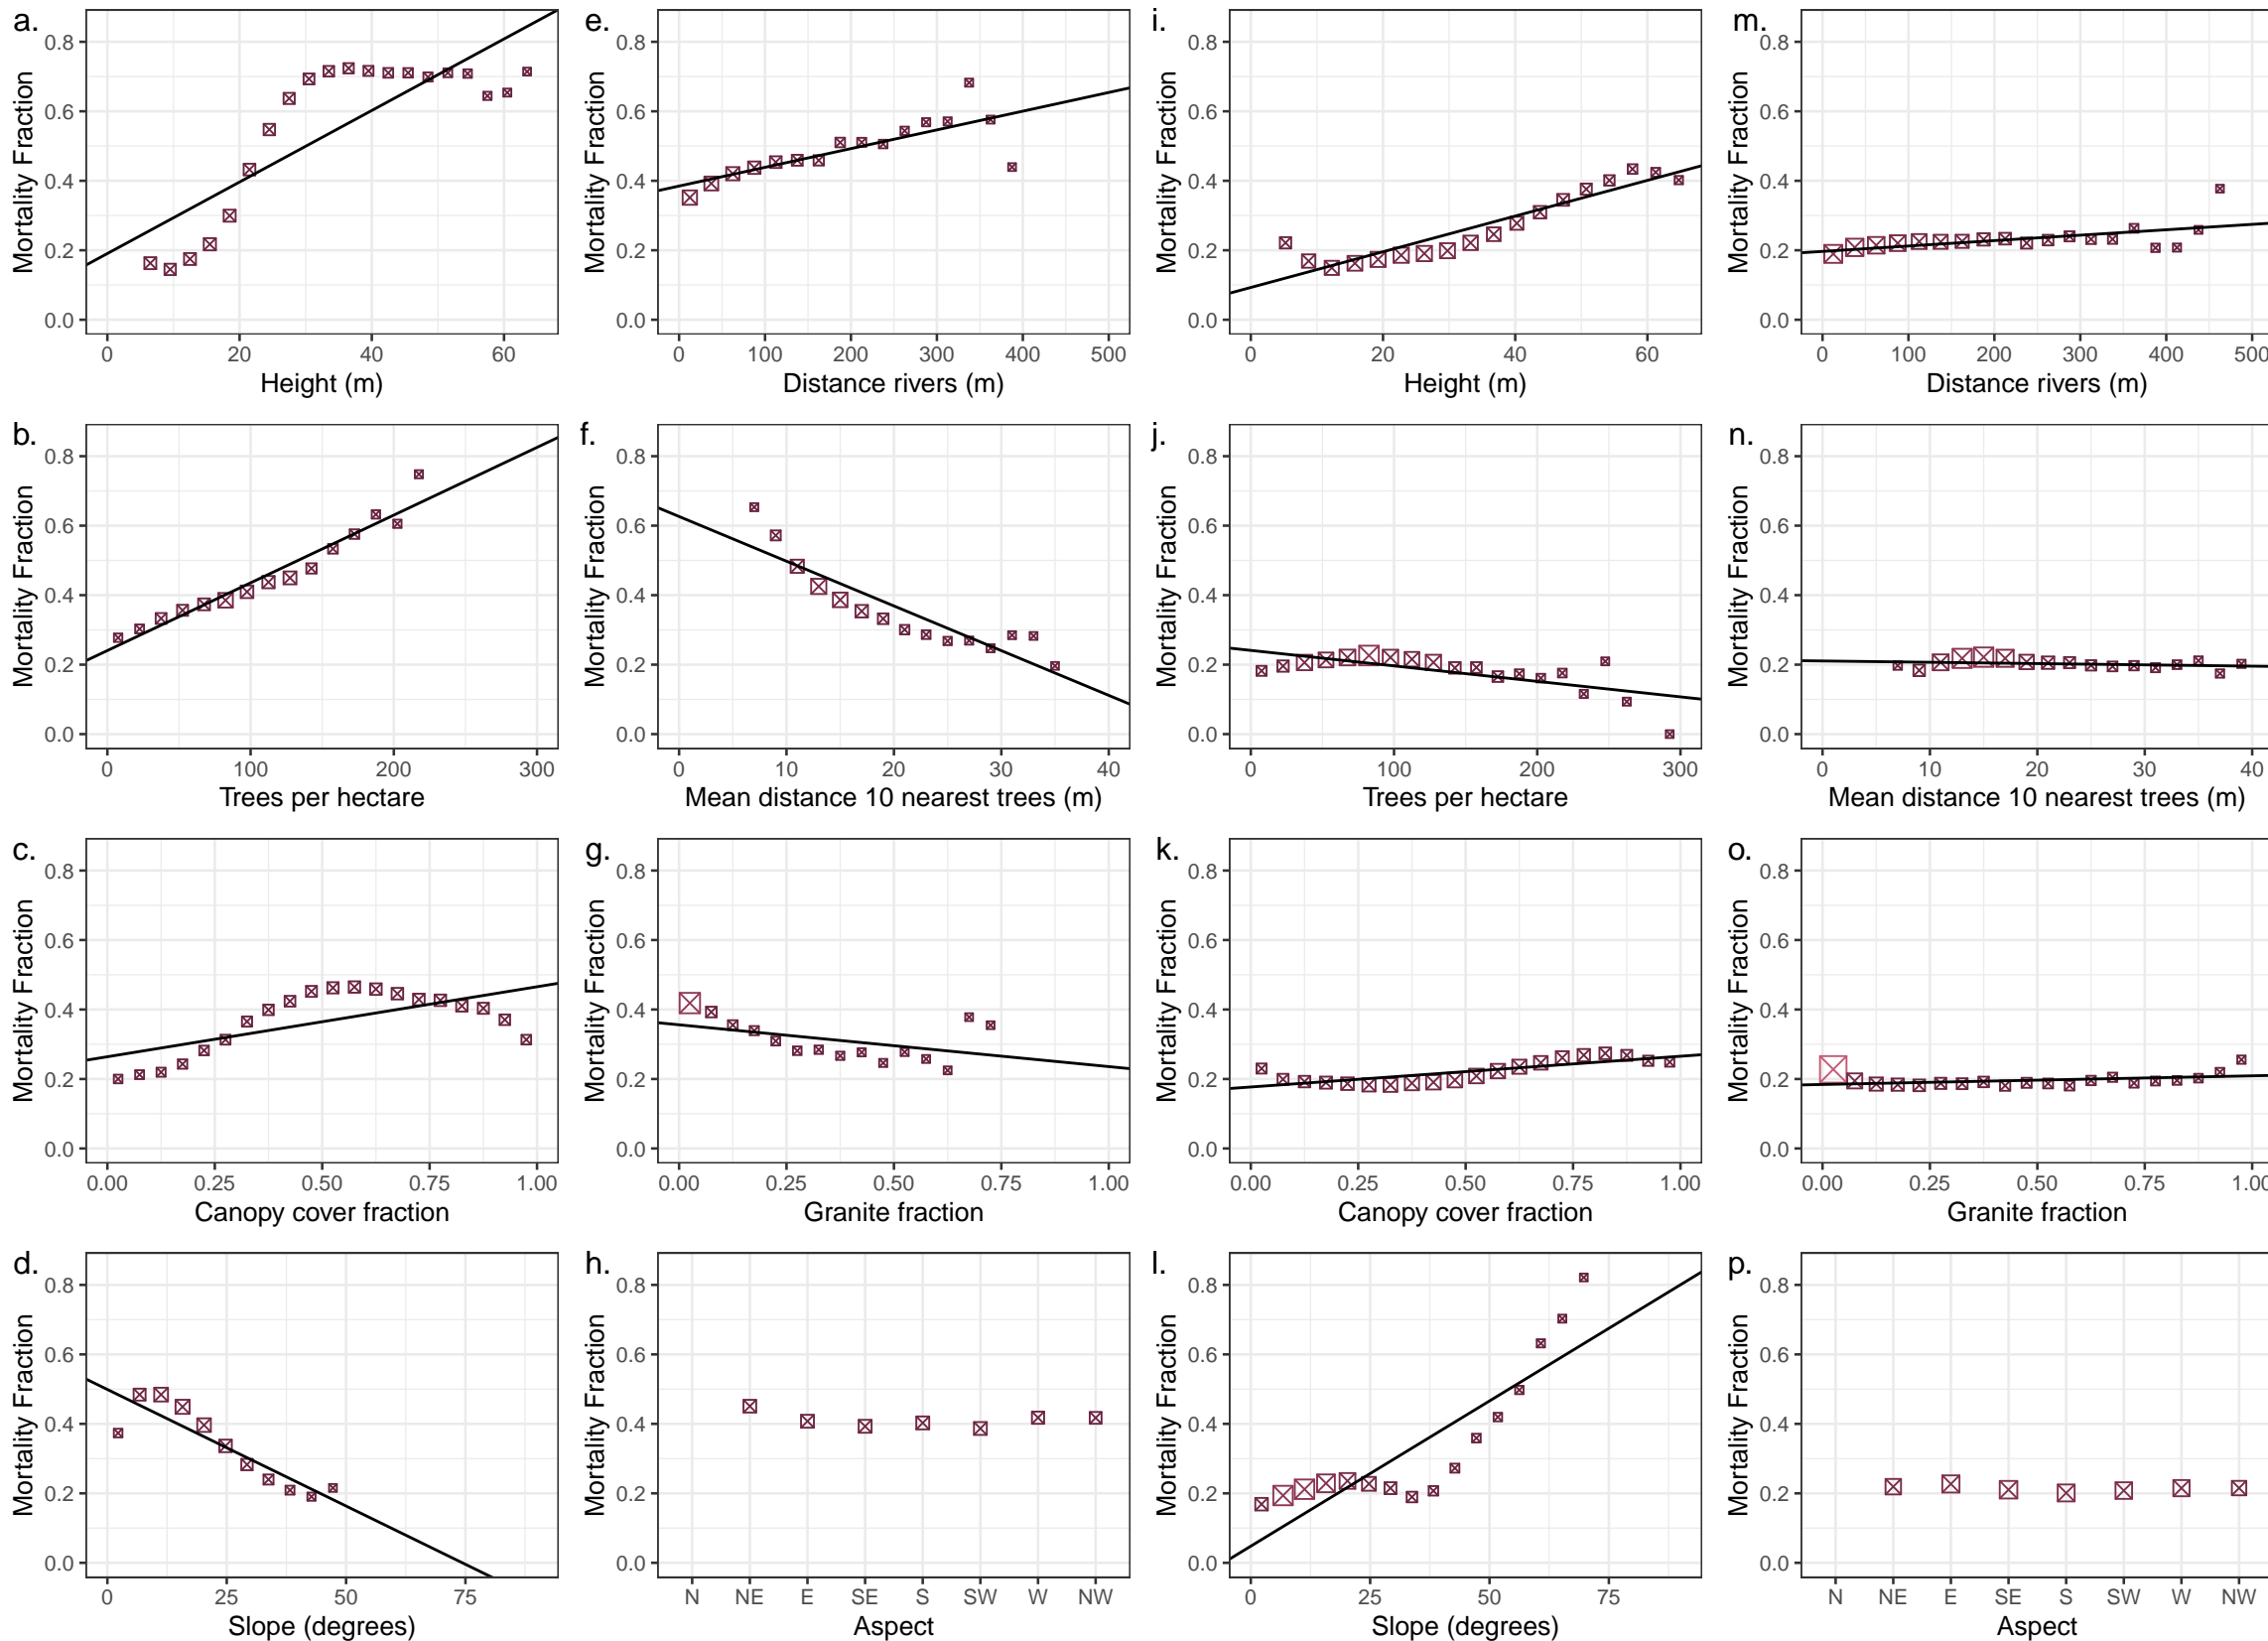 a.
Mortality Fraction
0.8
0.6
0.4
0.2
0.0
0 20 40 60
Height (m)
e.
Mortality Fraction
0.8
0.6
0.4
0.2
0.0
0 100 200 300 400 500
Distance rivers (m)
i.
Mortality Fraction
0.8
0.6
0.4
0.2
0.0
0 20 40 60
Height (m)
m.
Mortality Fraction
0.8
0.6
0.4
0.2
0.0
0 100 200 300 400 500
Distance rivers (m)
b.
Mortality Fraction
0.8
0.6
0.4
0.2
0.0
0 100 200 300
Trees per hectare
f.
Mortality Fraction
0.8
0.6
0.4
0.2
0.0
0 10 20 30 40
Mean distance 10 nearest trees (m)
j.
Mortality Fraction
0.8
0.6
0.4
0.2
0.0
0 100 200 300
Trees per hectare
n.
Mortality Fraction
0.8
0.6
0.4
0.2
0.0
0 10 20 30 40
Mean distance 10 nearest trees (m)
c.
Mortality Fraction
0.8
0.6
0.4
0.2
0.0
0.00 0.25 0.50 0.75 1.00
Canopy cover fraction
g.
Mortality Fraction
0.8
0.6
0.4
0.2
0.0
0.00 0.25 0.50 0.75 1.00
Granite fraction
k.
Mortality Fraction
0.8
0.6
0.4
0.2
0.0
0.00 0.25 0.50 0.75 1.00
Canopy cover fraction
o.
Mortality Fraction
0.8
0.6
0.4
0.2
0.0
0.00 0.25 0.50 0.75 1.00
Granite fraction
d.
Mortality Fraction
0.8
0.6
0.4
0.2
0.0
0 25 50 75
Slope (degrees)
h.
Mortality Fraction
0.8
0.6
0.4
0.2
0.0
N NE E SE S SW W NW
Aspect
l.
Mortality Fraction
0.8
0.6
0.4
0.2
0.0
0 25 50 75
Slope (degrees)
p.
Mortality Fraction
0.8
0.6
0.4
0.2
0.0
N NE E SE S SW W NW
Aspect